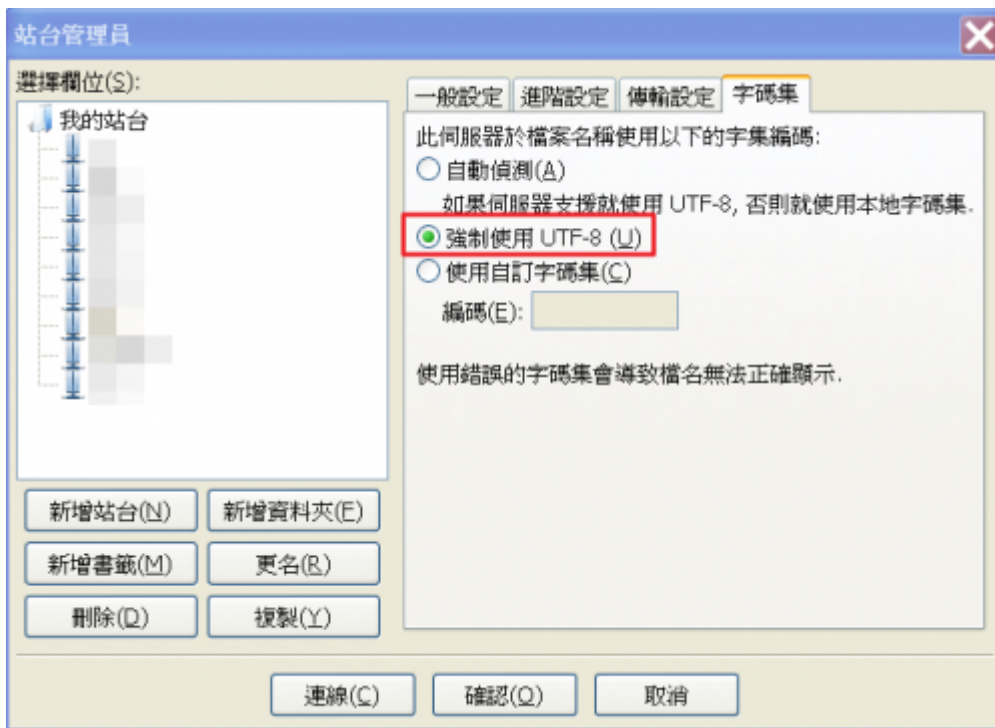 站台管理員
選擇欄位(S):
我的站台
新增站台(N)
新增資料夾(F)
新增書籤(M)
更名(R)
刪除(D)
複製(Y)
一般設定
進階設定
傳輸設定
字碼集
此伺服器於檔案名稱使用以下的字集編碼:
自動偵測(A)
如果伺服器支援就使用 UTF-8, 否則就使用本地字碼集.
強制使用 UTF-8 (U)
使用自訂字碼集(C)
編碼(E):
使用錯誤的字碼集會導致檔名無法正確顯示.
連線(C)
確認(O)
取消